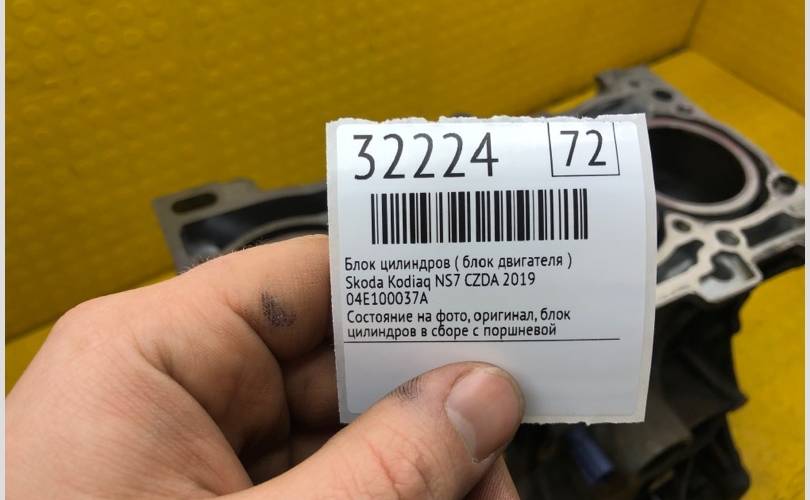 32224 72
Блок цилиндров ( блок двигателя )
Skoda Kodiaq NS7 CZDA 2019
04E100037A
Состояние на фото, оригинал, блок
цилиндров в сборе с поршневой